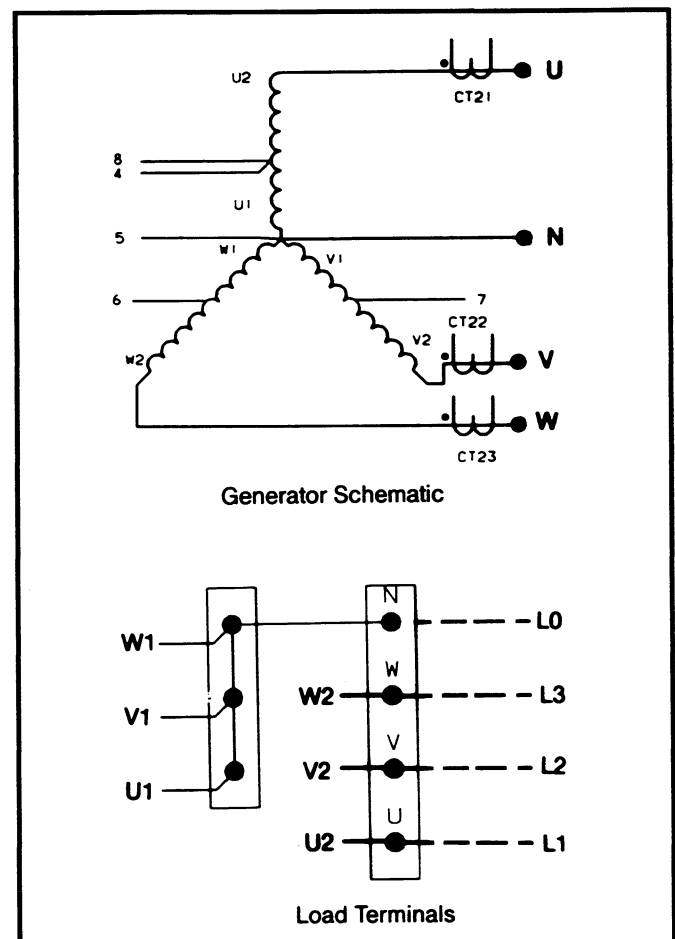 U2
U
CT21
8
4
U1
5
N
W1
V1
6
7
CT22
V2
V
W2
W
CT23
Generator Schematic
N
W1
L0
W
W2
L3
V1
V
V2
L2
U1
U
U2
L1
Load Terminals